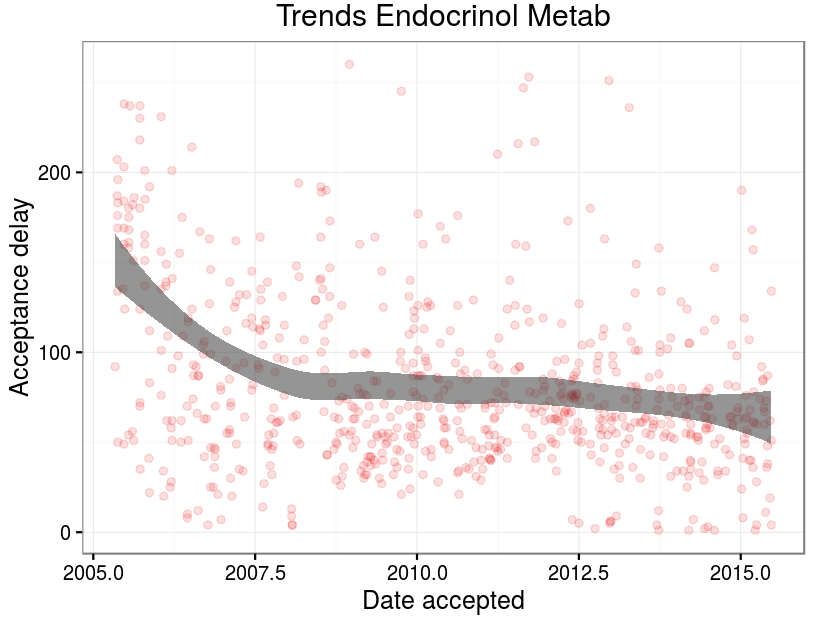 Trends Endocrinol Metab
Acceptance delay
200
100
0
2005.0 2007.5 2010.0 2012.5 2015.0
Date accepted